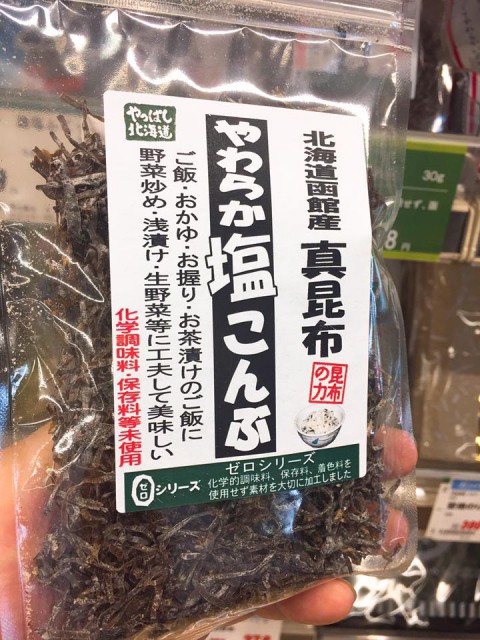 やっぱし
北海道
北海道函館産
真昆布
昆布
の力
やわらか塩こんぶ
ご飯・おかゆ・お握り・お茶漬けのご飯に
野菜炒め・浅漬け・生野菜等に工夫して美味しい
化学調味料・保存料等未使用
ゼロシリーズ
化学的調味料、保存料、着色料を
使用せず素材を大切に加工しました
ゼロ
シリーズ
30g
8円